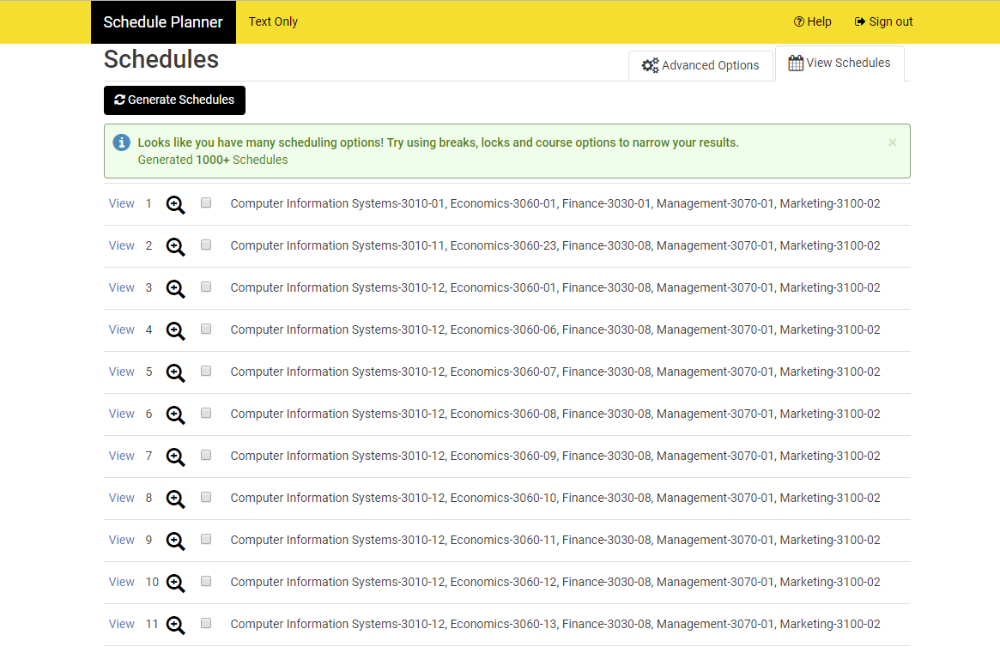 Schedule Planner Text Only Help Sign out
Schedules
Advanced Options View Schedules
Generate Schedules
Looks like you have many scheduling options! Try using breaks, locks and course options to narrow your results. ×
Generated 1000+ Schedules
View 1 Computer Information Systems-3010-01, Economics-3060-01, Finance-3030-01, Management-3070-01, Marketing-3100-02
View 2 Computer Information Systems-3010-11, Economics-3060-23, Finance-3030-08, Management-3070-01, Marketing-3100-02
View 3 Computer Information Systems-3010-12, Economics-3060-01, Finance-3030-08, Management-3070-01, Marketing-3100-02
View 4 Computer Information Systems-3010-12, Economics-3060-06, Finance-3030-08, Management-3070-01, Marketing-3100-02
View 5 Computer Information Systems-3010-12, Economics-3060-07, Finance-3030-08, Management-3070-01, Marketing-3100-02
View 6 Computer Information Systems-3010-12, Economics-3060-08, Finance-3030-08, Management-3070-01, Marketing-3100-02
View 7 Computer Information Systems-3010-12, Economics-3060-09, Finance-3030-08, Management-3070-01, Marketing-3100-02
View 8 Computer Information Systems-3010-12, Economics-3060-10, Finance-3030-08, Management-3070-01, Marketing-3100-02
View 9 Computer Information Systems-3010-12, Economics-3060-11, Finance-3030-08, Management-3070-01, Marketing-3100-02
View 10 Computer Information Systems-3010-12, Economics-3060-12, Finance-3030-08, Management-3070-01, Marketing-3100-02
View 11 Computer Information Systems-3010-12, Economics-3060-13, Finance-3030-08, Management-3070-01, Marketing-3100-02